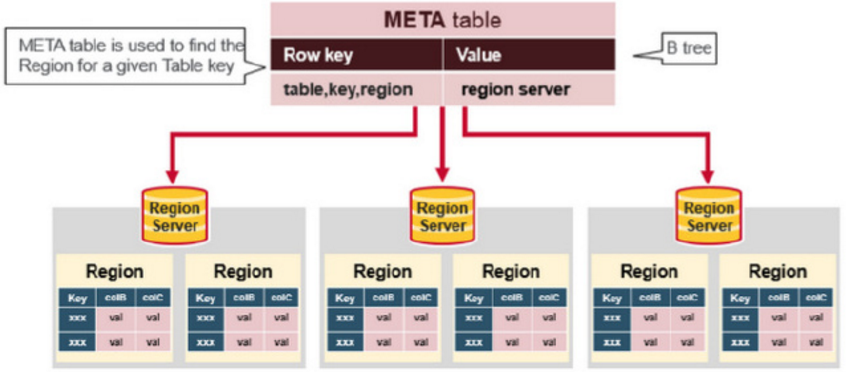 META table
META table is used to find the
Region for a given Table key
Row key Value
B tree
table,key,region region server
Region
Server
Region
Server
Region
Server
Region Region Region Region Region Region
Key colB colC Key colB colC Key colB colC Key colB colC Key colB colC Key colB colC
xxx val val xxx val val xxx val val xxx val val xxx val val xxx val val
xxx val val xxx val val xxx val val xxx val val xxx val val xxx val val